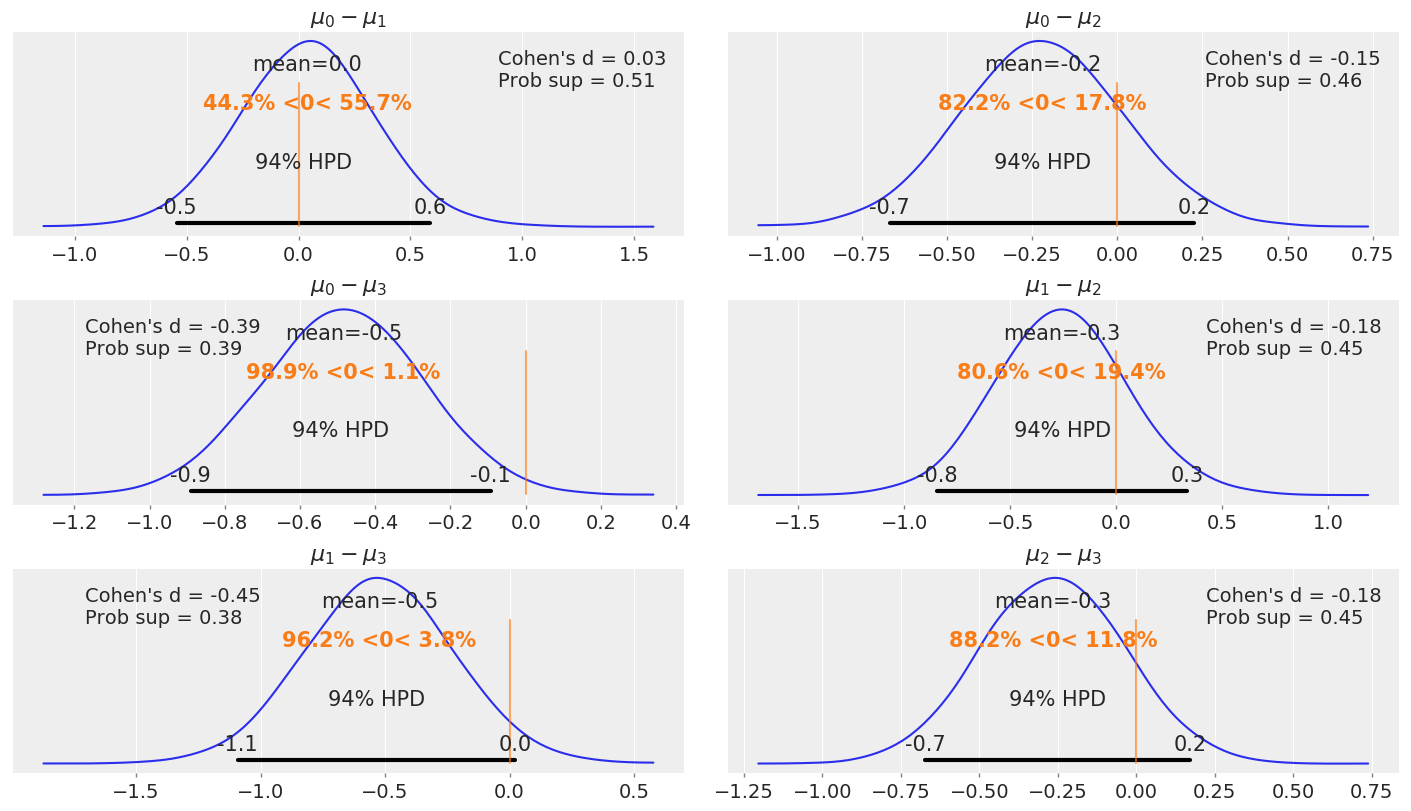 μ₀ − μ₁
mean=0.0
Cohen's d = 0.03
Prob sup = 0.51
44.3% <0< 55.7%
94% HPD
-0.5 0.6
−1.0 −0.5 0.0 0.5 1.0 1.5
μ₀ − μ₂
mean=-0.2
Cohen's d = -0.15
Prob sup = 0.46
82.2% <0< 17.8%
94% HPD
-0.7 0.2
−1.00 −0.75 −0.50 −0.25 0.00 0.25 0.50 0.75
μ₀ − μ₃
Cohen's d = -0.39
Prob sup = 0.39
mean=-0.5
98.9% <0< 1.1%
94% HPD
-0.9 -0.1
−1.2 −1.0 −0.8 −0.6 −0.4 −0.2 0.0 0.2 0.4
μ₁ − μ₂
mean=-0.3
Cohen's d = -0.18
Prob sup = 0.45
80.6% <0< 19.4%
94% HPD
-0.8 0.3
−1.5 −1.0 −0.5 0.0 0.5 1.0
μ₁ − μ₃
Cohen's d = -0.45
Prob sup = 0.38
mean=-0.5
96.2% <0< 3.8%
94% HPD
-1.1 0.0
−1.5 −1.0 −0.5 0.0 0.5
μ₂ − μ₃
mean=-0.3
Cohen's d = -0.18
Prob sup = 0.45
88.2% <0< 11.8%
94% HPD
-0.7 0.2
−1.25 −1.00 −0.75 −0.50 −0.25 0.00 0.25 0.50 0.75